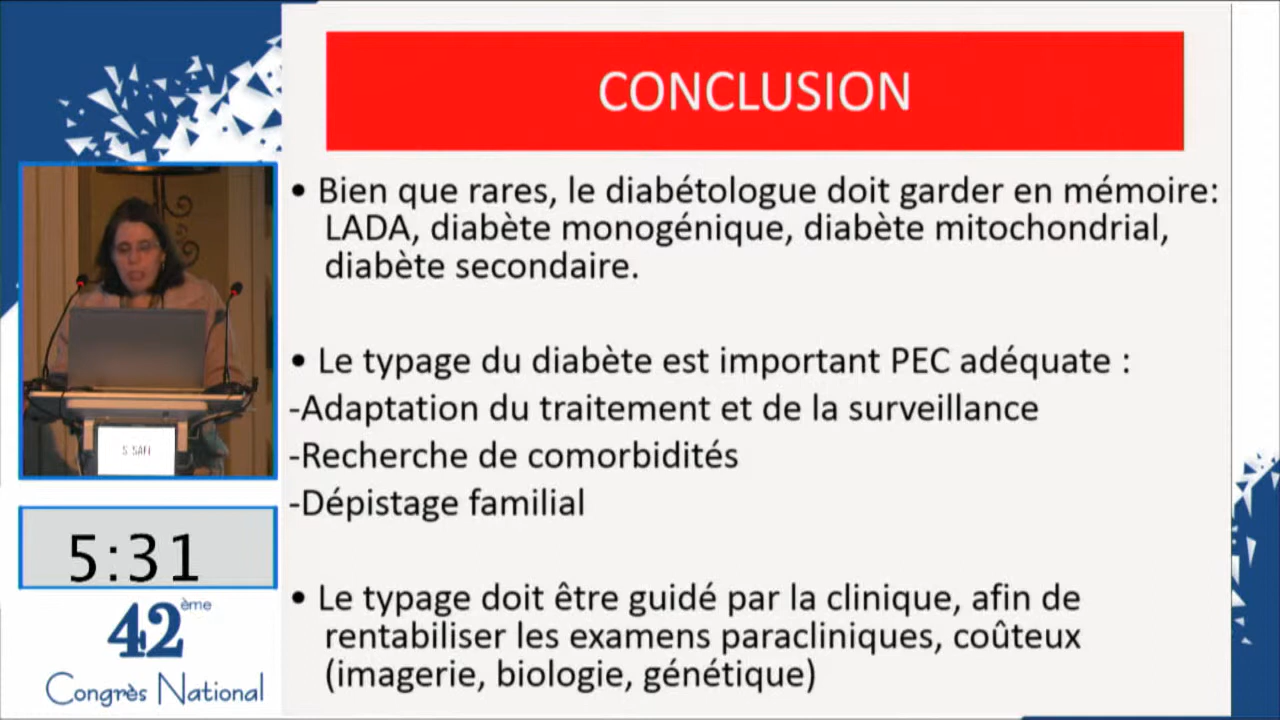 CONCLUSION
• Bien que rares, le diabétologue doit garder en mémoire:
LADA, diabète monogénique, diabète mitochondrial,
diabète secondaire.
• Le typage du diabète est important PEC adéquate :
-Adaptation du traitement et de la surveillance
-Recherche de comorbidités
-Dépistage familial
• Le typage doit être guidé par la clinique, afin de
rentabiliser les examens paracliniques, coûteux
(imagerie, biologie, génétique)
S SAFI
5:31
42ème
Congrès National